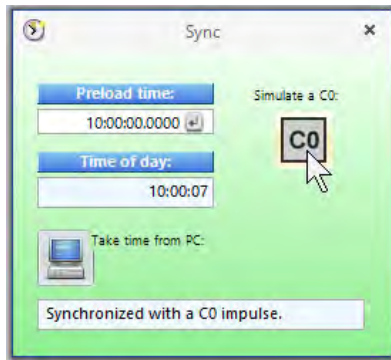 Sync
Preload time:
Simulate a C0:
10:00:00.0000
C0
Time of day:
10:00:07
Take time from PC:
Synchronized with a C0 impulse.